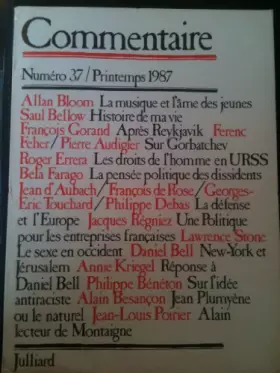 Commentaire
Numéro 37/Printemps 1987
Allan Bloom La musique et l'âme des jeunes
Saul Bellow Histoire de ma vie
François Gorand Après Reykjavik Ferenc
Feher/Pierre Audigier Sur Gorbatchev
Roger Errera Les droits de l'homme en URSS
Bela Farago La pensée politique des dissidents
Jean d'Aubach/François de Rose/Georges-
Eric Touchard/Philippe Debas La défense
et l'Europe Jacques Régniez Une Politique
pour les entreprises françaises Lawrence Stone
Le sexe en occident Daniel Bell New-York et
Jérusalem Annie Kriegel Réponse à
Daniel Bell Philippe Bénéton Sur l'idée
antiraciste Alain Besançon Jean Plumyène
ou le naturel Jean-Louis Poirier Alain
lecteur de Montaigne
Julliard